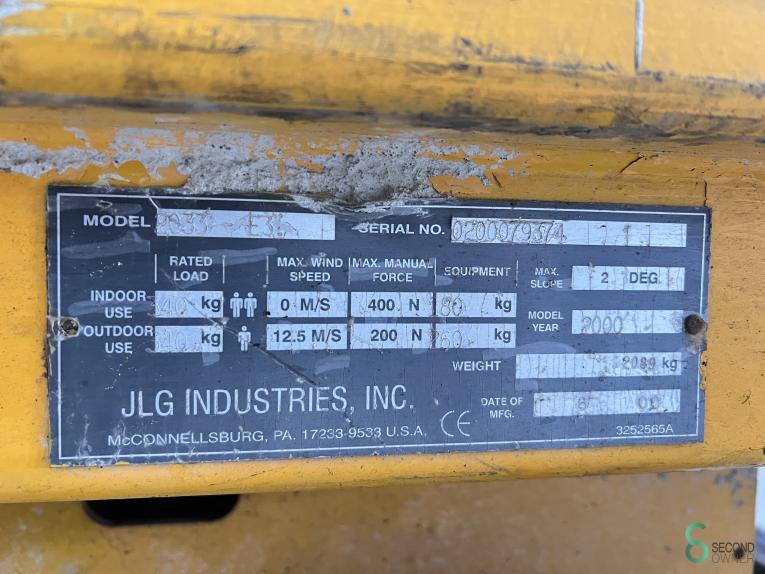 MODEL SERIAL NO. 0200079374
RATED LOAD MAX. WIND SPEED MAX. MANUAL FORCE EQUIPMENT MAX. SLOPE 2 DEG.
INDOOR USE kg 0 M/S 400 N kg
OUTDOOR USE kg 12.5 M/S 200 N kg
MODEL YEAR 2000
WEIGHT kg
JLG INDUSTRIES, INC.
DATE OF MFG.
McCONNELLSBURG, PA. 17233-9533 U.S.A. CE
3252565A
SECOND
OWNER